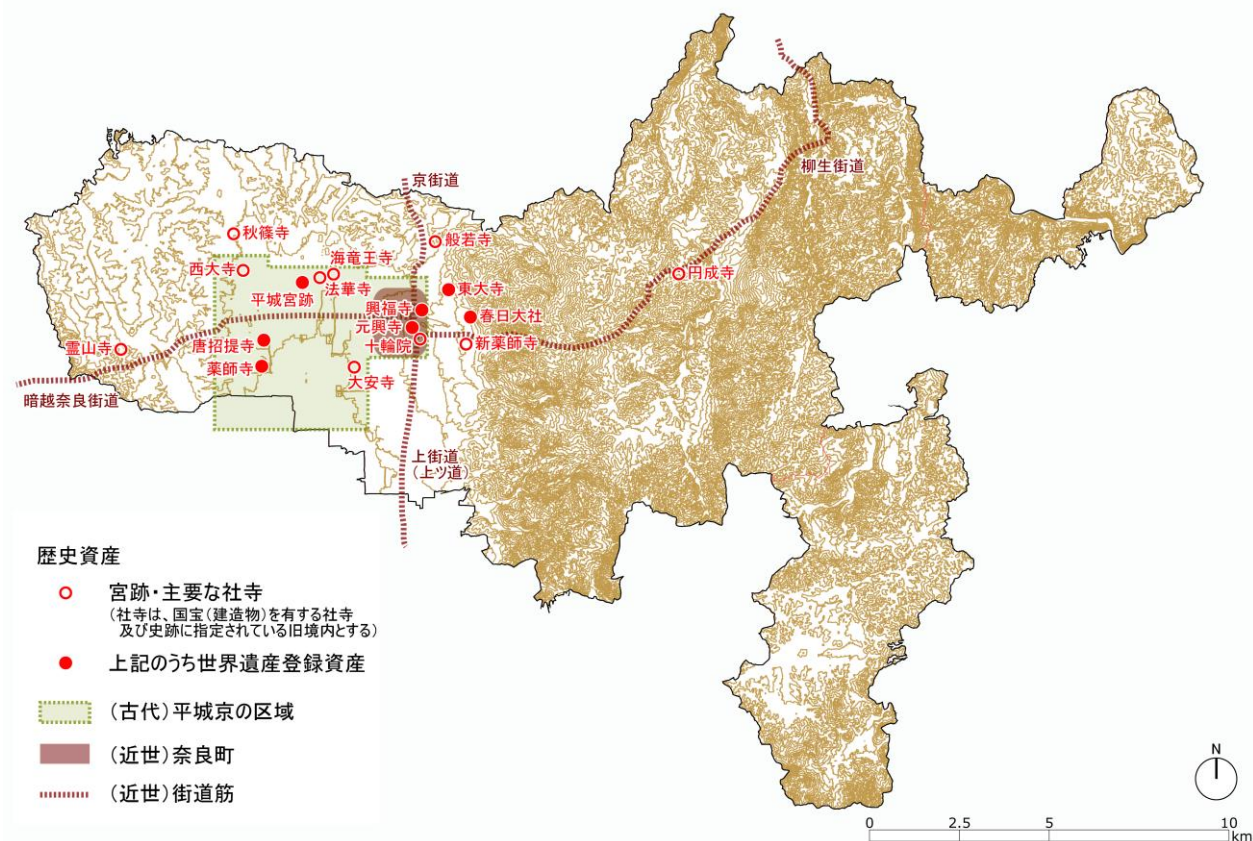 京街道
柳生街道
秋篠寺
般若寺
海竜王寺
西大寺
円成寺
法華寺
平城宮跡
東大寺
興福寺
春日大社
元興寺
唐招提寺
十輪院
新薬師寺
霊山寺
薬師寺
大安寺
暗越奈良街道
上街道
(上ツ道)
歴史資産
宮跡・主要な社寺
(社寺は、国宝(建造物)を有する社寺
及び史跡に指定されている旧境内とする)
上記のうち世界遺産登録資産
(古代)平城京の区域
(近世)奈良町
(近世)街道筋
N
0 2.5 5 10
km